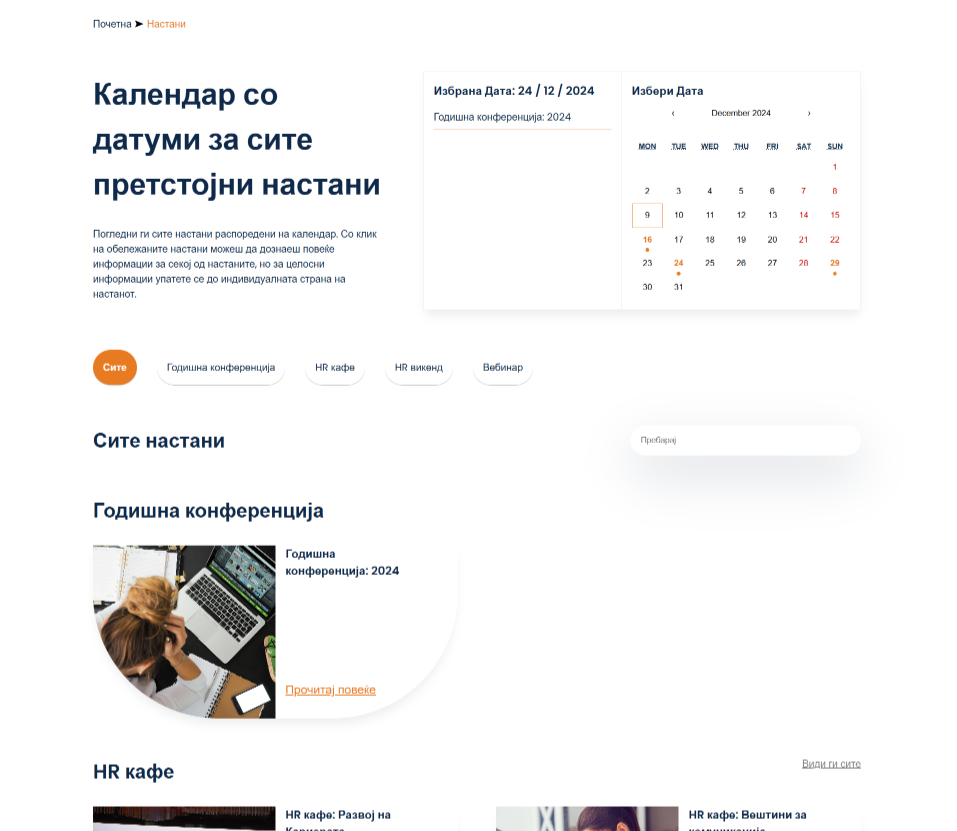 Почетна ➤ Настани
Календар со
датуми за сите
претстојни настани
Погледни ги сите настани распоредени на календар. Со клик
на обележаните настани можеш да дознаеш повеќе
информации за секој од настаните, но за целосни
информации упатете се до индивидуалната страна на
настанот.
Избрана Дата: 24 / 12 / 2024
Годишна конференција: 2024
Избери Дата
‹ December 2024 ›
MON TUE WED THU FRI SAT SUN
1
2 3 4 5 6 7 8
9 10 11 12 13 14 15
16 17 18 19 20 21 22
23 24 25 26 27 28 29
30 31
Сите Годишна конференција HR кафе HR викенд Вебинар
Сите настани
Пребарај
Годишна конференција
Годишна
конференција: 2024
Прочитај повеќе
HR кафе
Види ги сите
HR кафе: Развој на
Кариерата
HR кафе: Вештини за
комуникација